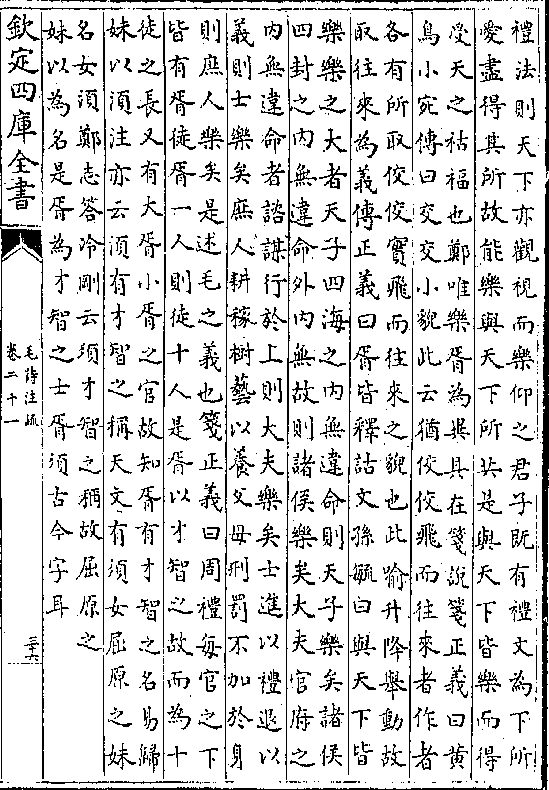 禮法則天下亦觀視而樂仰之君子既有禮文為下所
愛盡得其所故能樂與天下所共是與天下皆樂而得
受天之祜福也鄭唯樂胥為異具在箋說箋正義曰黄
鳥小宛傳曰交交小貌此云猶佼佼飛而往來者作者
各有所取佼佼實飛而往來之貌也此喻升降舉動故
取往來為義傳正義曰胥皆釋詁文孫毓曰與天下皆
樂樂之大者天子四海之内無違命則天子樂矣諸侯
四封之内無違命外内無故則諸侯樂矣大夫官府之
内無違命者諮謀行於上則大夫樂矣士進以禮退以
義則士樂矣庶人耕稼樹藝以養父母刑罰不加於身
則庶人樂矣是述毛之義也箋正義曰周禮每官之下
皆有胥徒胥一人則徒十人是胥以才智之故而為十
徒之長又有大胥小胥之官故知胥有才智之名易歸
妹以須注亦云須有才智之稱天文有須女屈原之妹
名女須鄭志答冷剛云須才智之稱故屈原之
妹以為名是胥為才智之士胥須古今字耳
欽定四庫全書
毛詩注疏
卷二十一
三十六